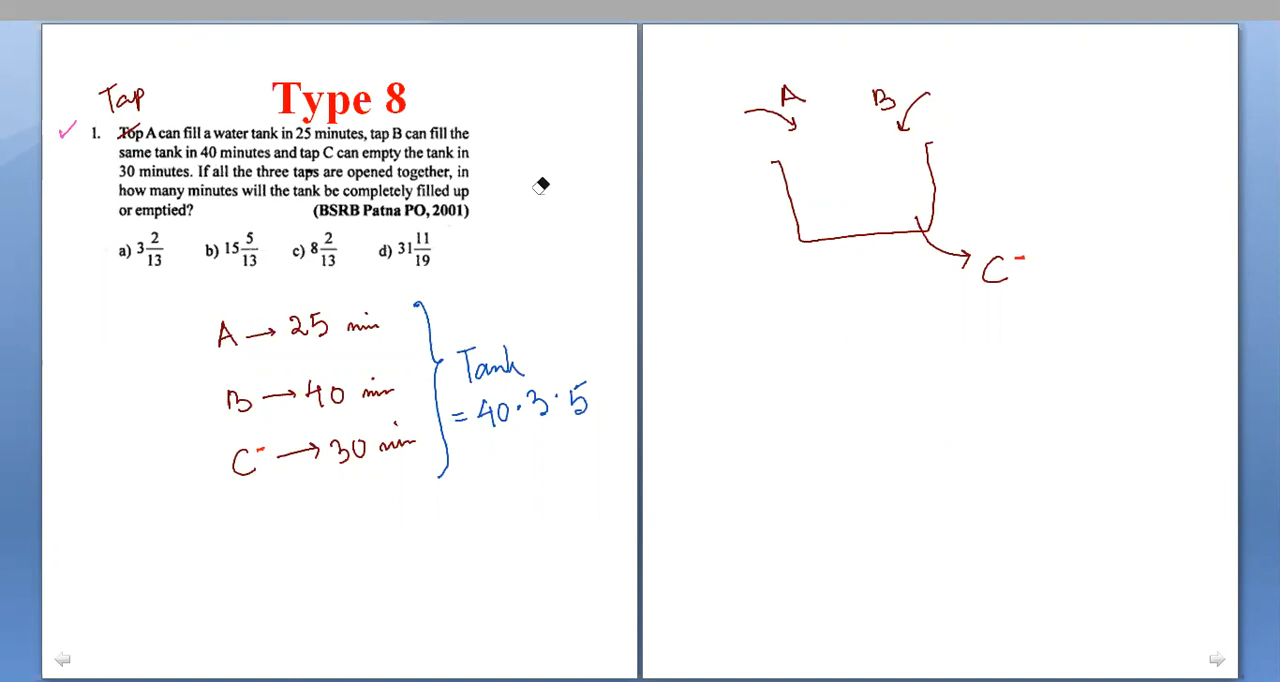 Tap
Type 8
1. Top A can fill a water tank in 25 minutes, tap B can fill the
same tank in 40 minutes and tap C can empty the tank in
30 minutes. If all the three taps are opened together, in
how many minutes will the tank be completely filled up
or emptied? (BSRB Patna PO, 2001)
a) 3 2/13 b) 15 5/13 c) 8 2/13 d) 31 11/19
A → 25 min
B → 40 min
C⁻ → 30 min
Tank
= 40 · 3 · 5
A B
C⁻